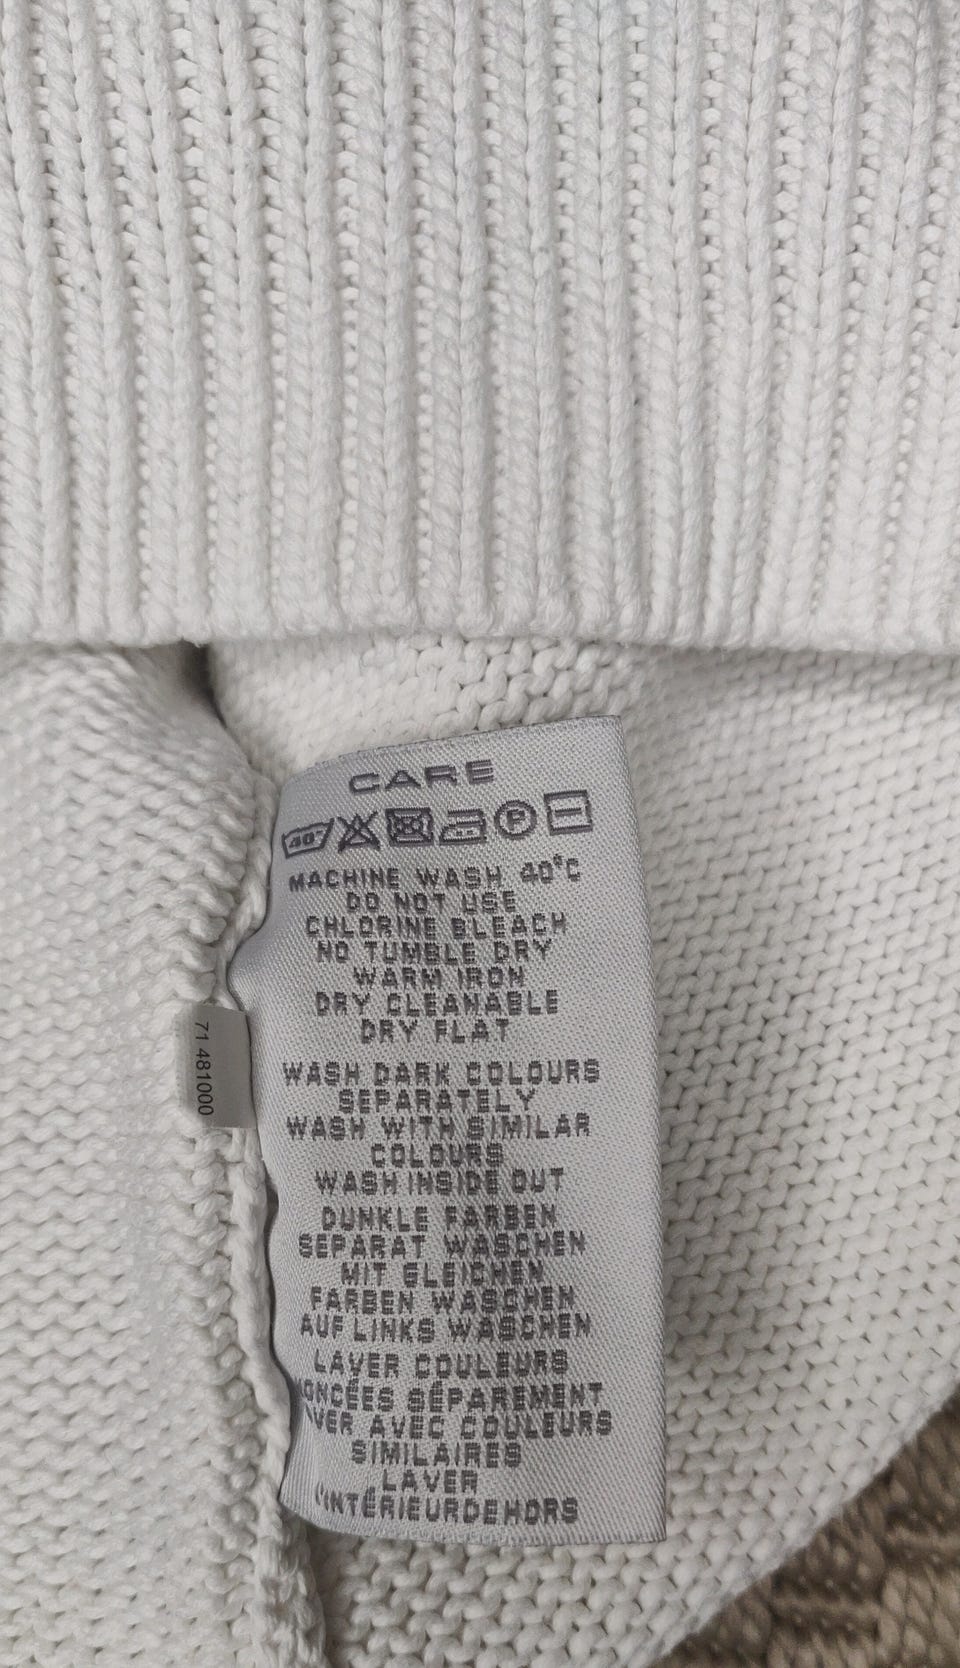 CARE
40°
P
MACHINE WASH 40°C
DO NOT USE
CHLORINE BLEACH
NO TUMBLE DRY
WARM IRON
DRY CLEANABLE
DRY FLAT
WASH DARK COLOURS
SEPARATELY
WASH WITH SIMILAR
COLOURS
WASH INSIDE OUT
DUNKLE FARBEN
SEPARAT WASCHEN
MIT GLEICHEN
FARBEN WASCHEN
AUF LINKS WASCHEN
LAVER COULEURS
ONCÉES SÉPAREMENT
VER AVEC COULEURS
SIMILAIRES
LAVER
L'INTÉRIEURDEHORS
71 481000